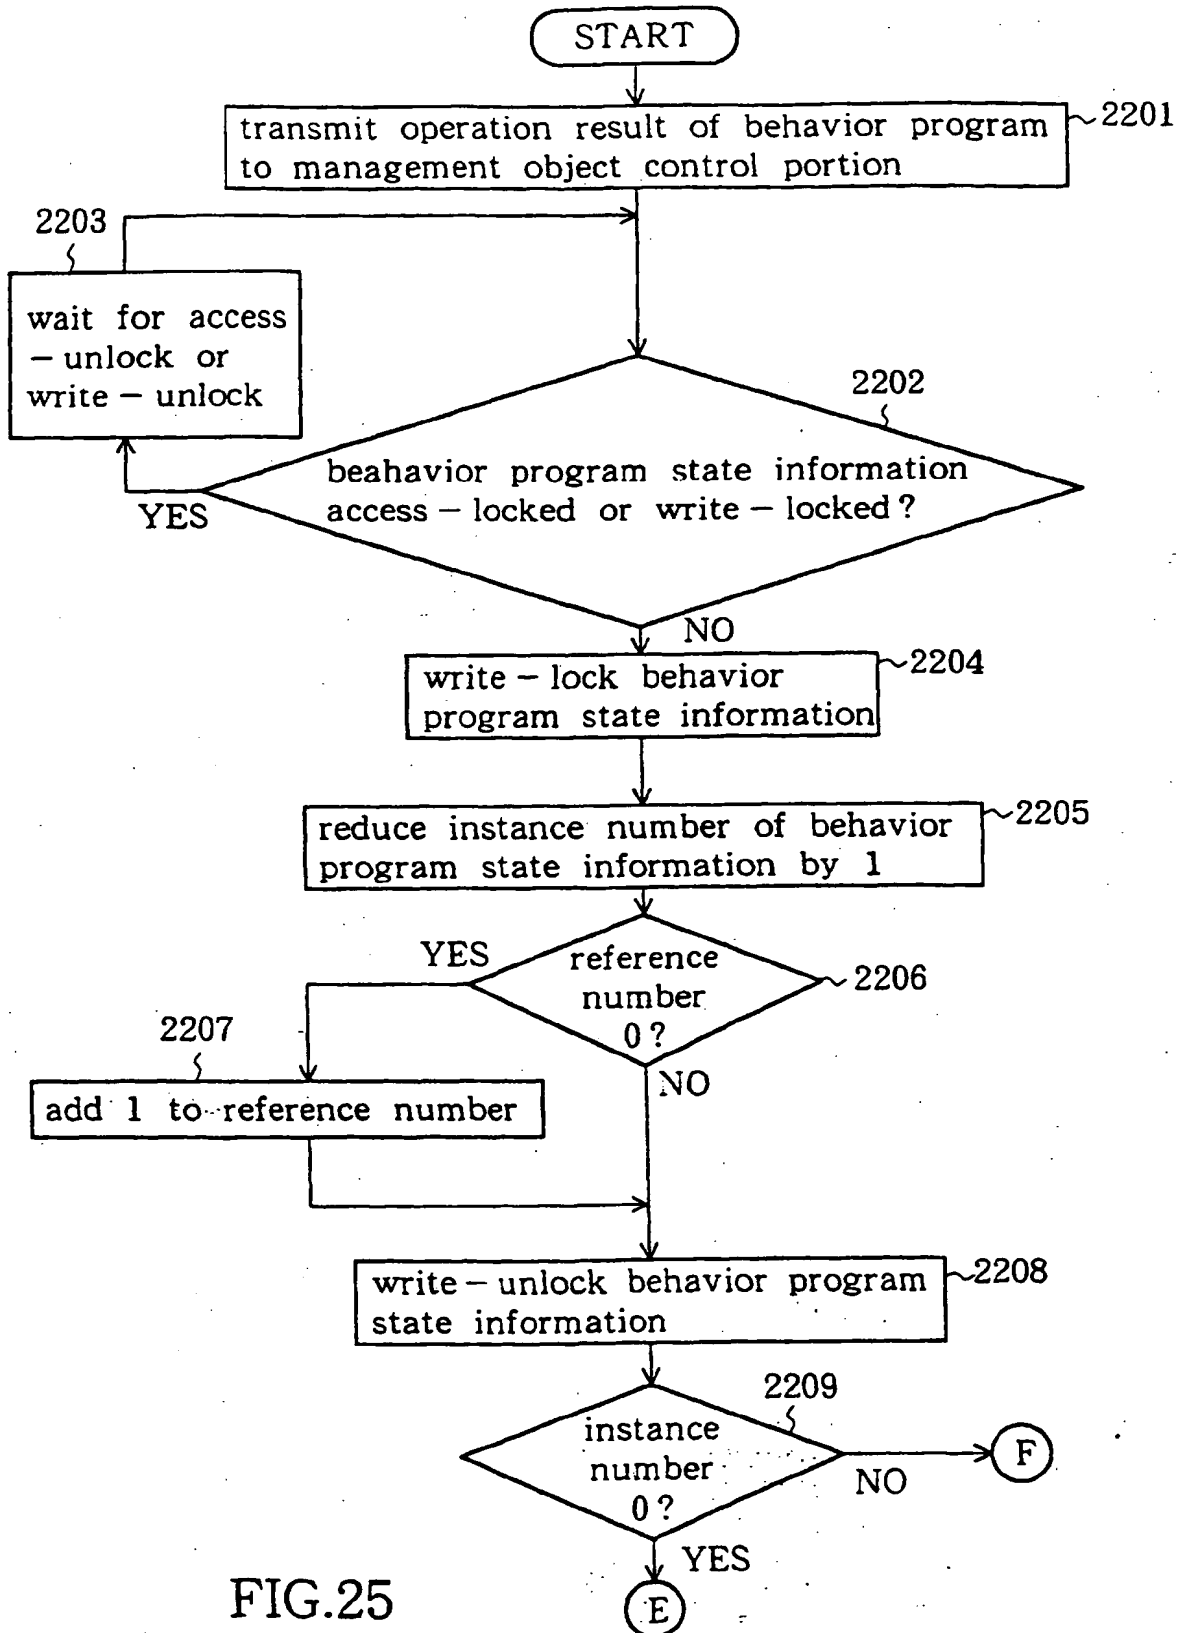 START
transmit operation result of behavior program
to management object control portion
2201
2203
wait for access
– unlock or
write – unlock
2202
beahavior program state information
access – locked or write – locked?
YES
NO
write – lock behavior
program state information
2204
reduce instance number of behavior
program state information by 1
2205
YES
reference
number
0?
2206
2207
NO
add 1 to reference number
write – unlock behavior program
state information
2208
2209
instance
number
0?
NO
F
YES
E
FIG.25